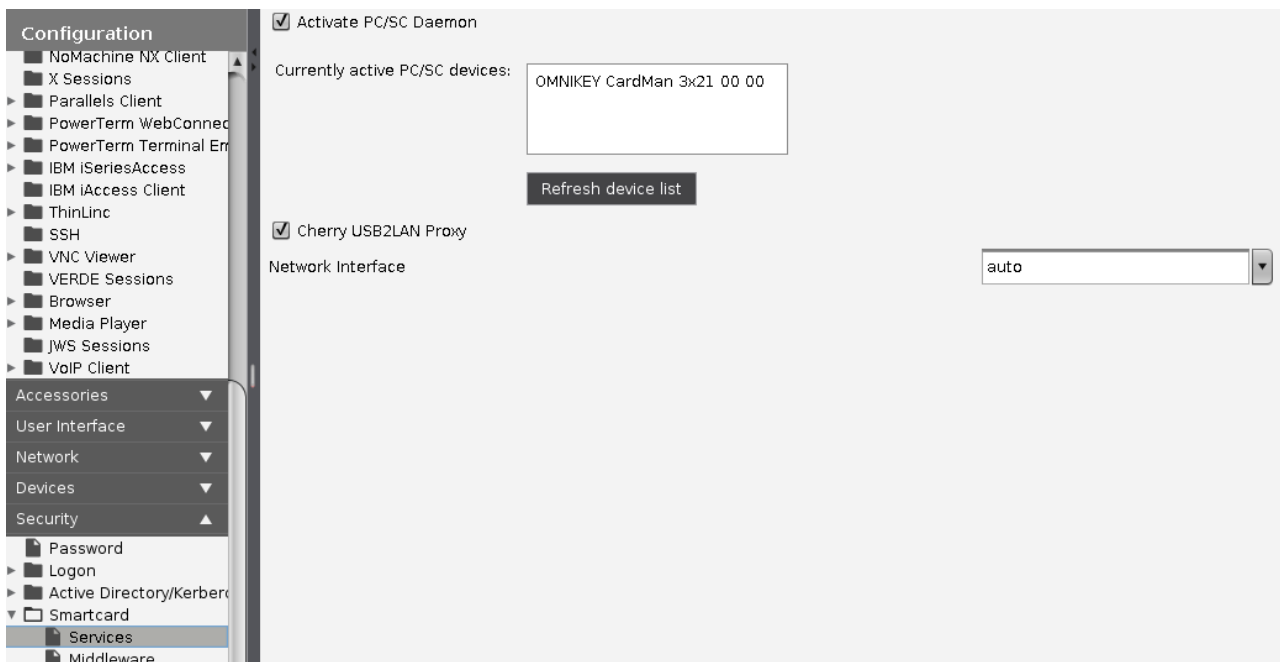 Configuration
NoMachine NX Client
X Sessions
Parallels Client
PowerTerm WebConnec
PowerTerm Terminal Em
IBM iSeriesAccess
IBM iAccess Client
ThinLinc
SSH
VNC Viewer
VERDE Sessions
Browser
Media Player
JWS Sessions
VoIP Client
Accessories
User Interface
Network
Devices
Security
Password
Logon
Active Directory/Kerber
Smartcard
Services
Middleware
Activate PC/SC Daemon
Currently active PC/SC devices:
OMNIKEY CardMan 3x21 00 00
Refresh device list
Cherry USB2LAN Proxy
Network Interface
auto